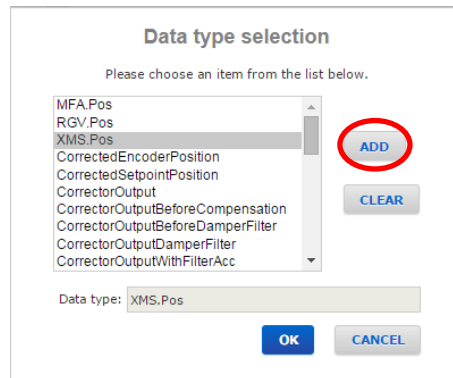 Data type selection
Please choose an item from the list below.
MFA.Pos
RGV.Pos
XMS.Pos
CorrectedEncoderPosition
CorrectedSetpointPosition
CorrectorOutput
CorrectorOutputBeforeCompensation
CorrectorOutputBeforeDamperFilter
CorrectorOutputDamperFilter
CorrectorOutputWithFilterAcc
ADD
CLEAR
Data type: XMS.Pos
OK CANCEL